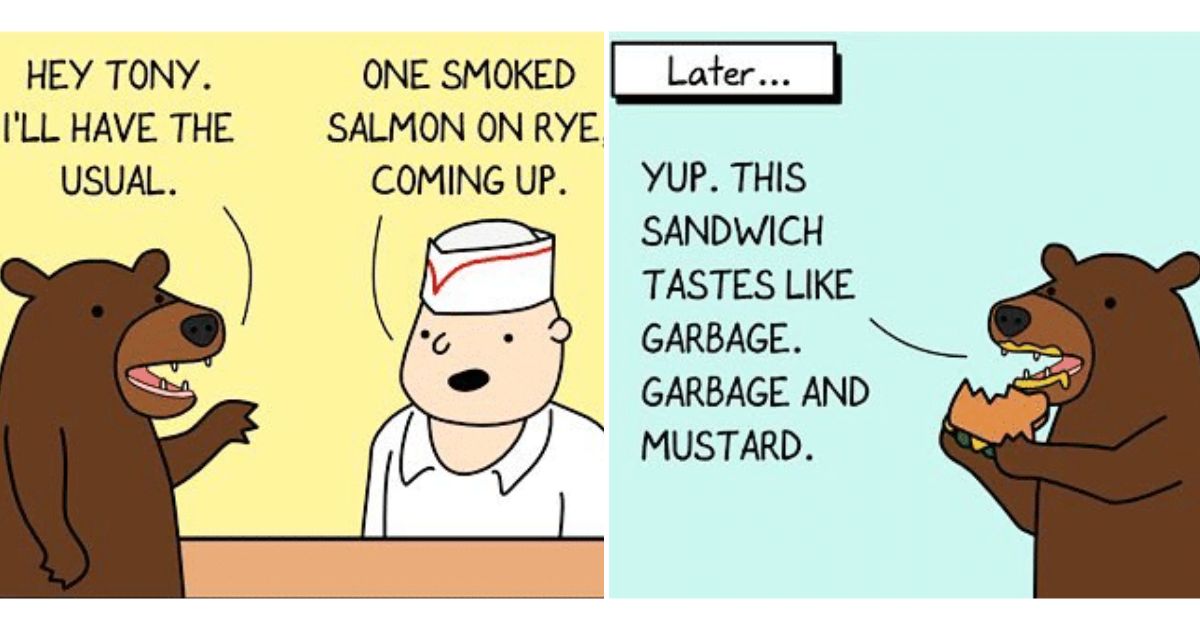 HEY TONY.
I'LL HAVE THE
USUAL.
ONE SMOKED
SALMON ON RYE,
COMING UP.
Later...
YUP. THIS
SANDWICH
TASTES LIKE
GARBAGE.
GARBAGE AND
MUSTARD.